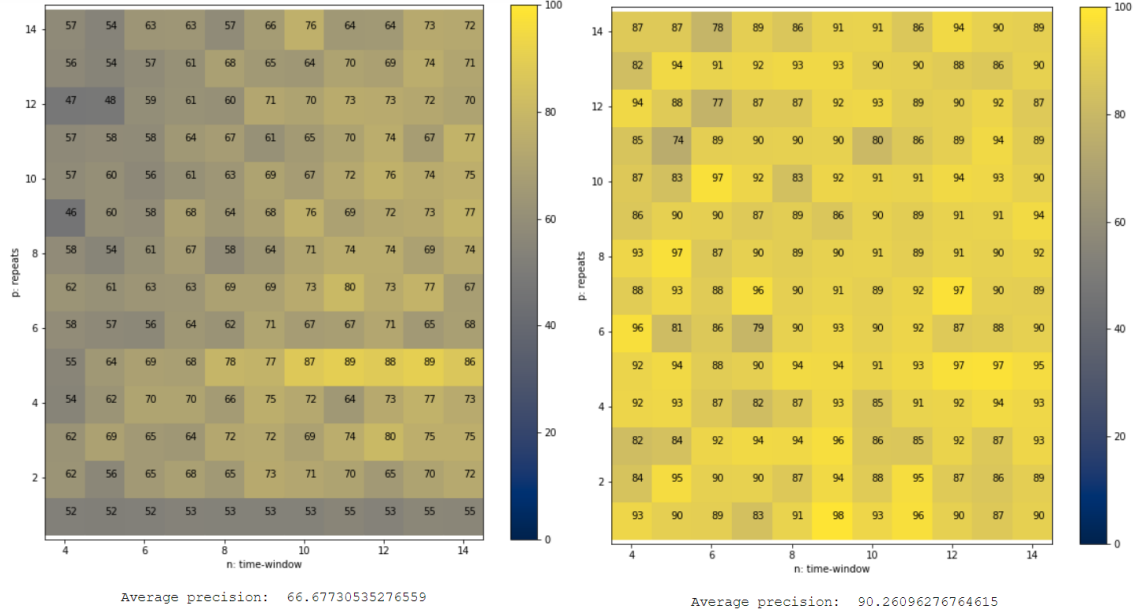 14 57 54 63 63 57 66 76 64 64 73 72
56 54 57 61 68 65 64 70 69 74 71
12 47 48 59 61 60 71 70 73 73 72 70
57 58 58 64 67 61 65 70 74 67 77
10 57 60 56 61 63 69 67 72 76 74 75
46 60 58 68 64 68 76 69 72 73 77
8 58 54 61 67 58 64 71 74 74 69 74
62 61 63 63 69 69 73 80 73 77 67
6 58 57 56 64 62 71 67 67 71 65 68
55 64 69 68 78 77 87 89 88 89 86
4 54 62 70 70 66 75 72 64 73 77 73
62 69 65 64 72 72 69 74 80 75 75
2 62 56 65 68 65 73 71 70 65 70 72
52 52 52 53 53 53 53 55 53 55 55
4 6 8 10 12 14
n: time-window
p: repeats
100
80
60
40
20
0
Average precision: 66.67730535276559
14 87 87 78 89 86 91 91 86 94 90 89
82 94 91 92 93 93 90 90 88 86 90
12 94 88 77 87 87 92 93 89 90 92 87
85 74 89 90 90 90 80 86 89 94 89
10 87 83 97 92 83 92 91 91 94 93 90
86 90 90 87 89 86 90 89 91 91 94
8 93 97 87 90 89 90 91 89 91 90 92
88 93 88 96 90 91 89 92 97 90 89
6 96 81 86 79 90 93 90 92 87 88 90
92 94 88 90 94 94 91 93 97 97 95
4 92 93 87 82 87 93 85 91 92 94 93
82 84 92 94 94 96 86 85 92 87 93
2 84 95 90 90 87 94 88 95 87 86 89
93 90 89 83 91 98 93 96 90 87 90
4 6 8 10 12 14
n: time-window
p: repeats
100
80
60
40
20
0
Average precision: 90.26096276764615